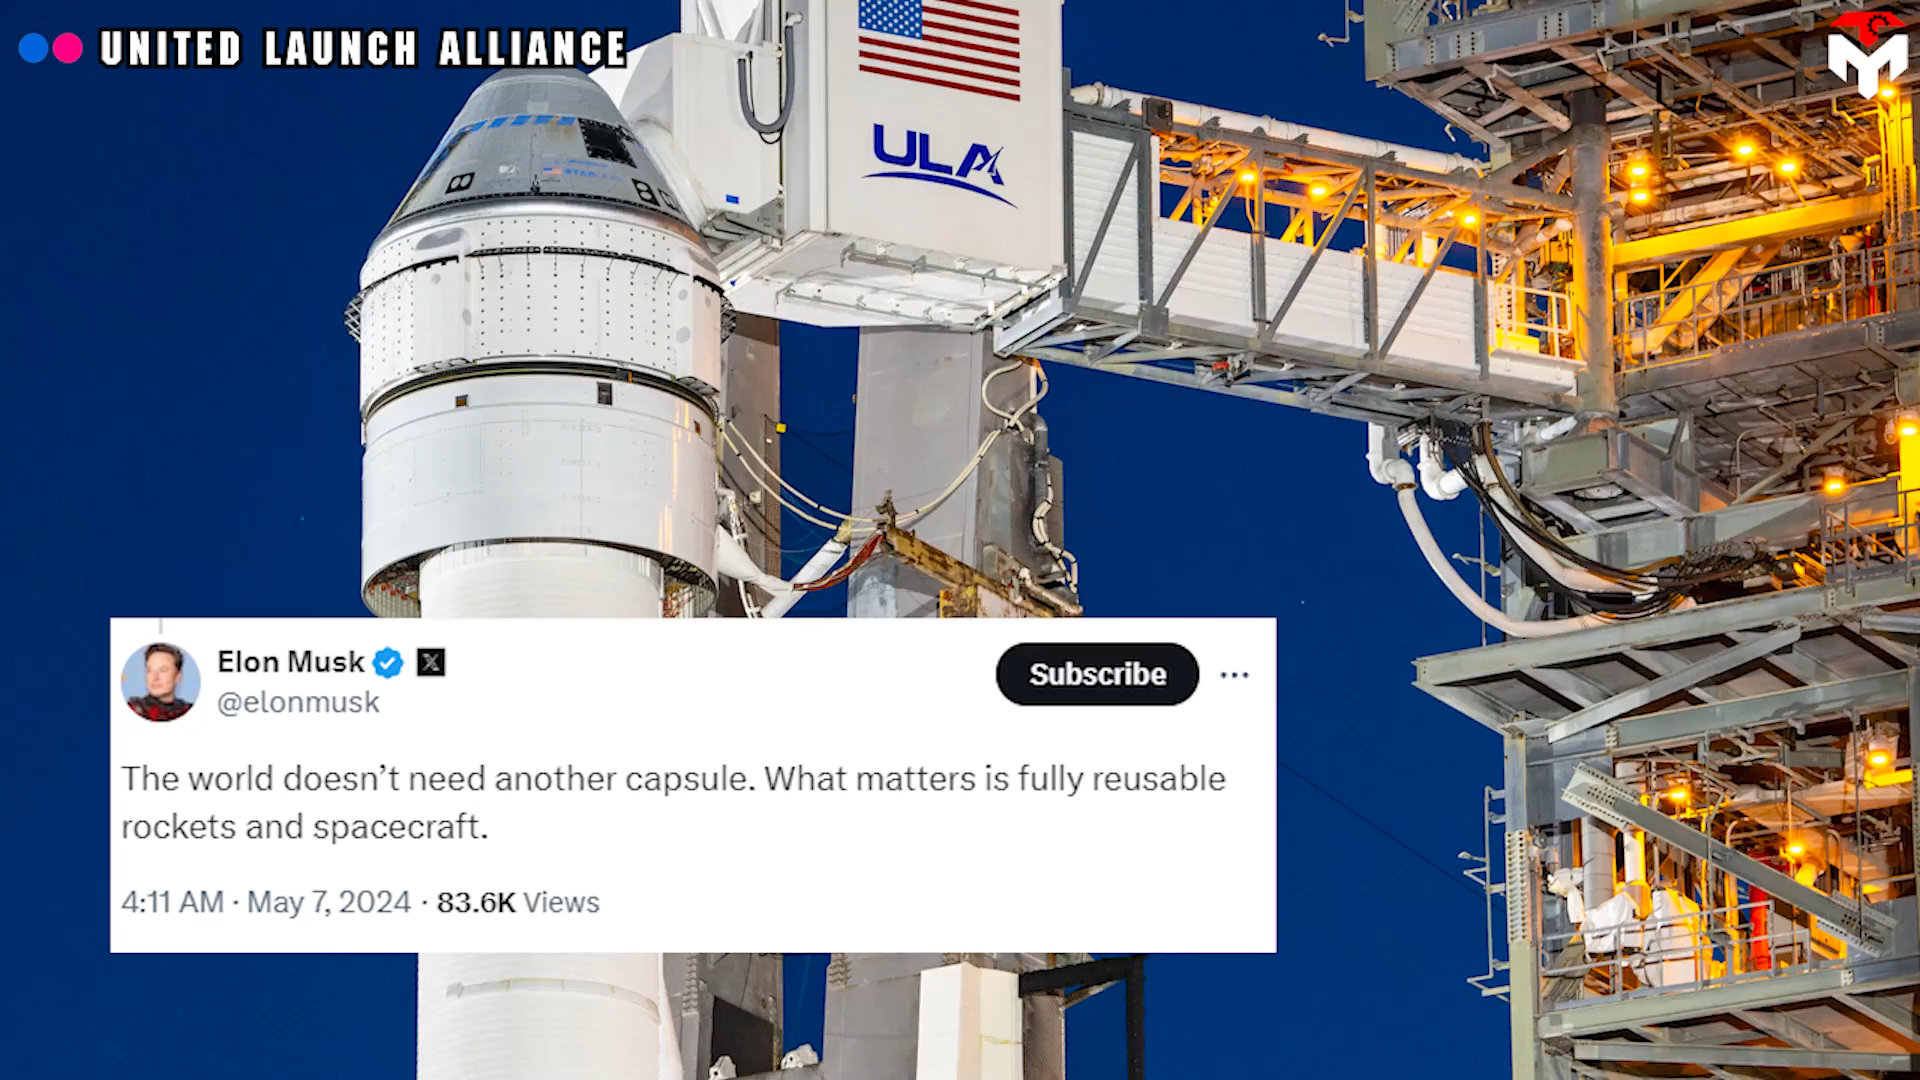 UNITED LAUNCH ALLIANCE
ULA
Elon Musk
@elonmusk
Subscribe
The world doesn’t need another capsule. What matters is fully reusable
rockets and spacecraft.
4:11 AM · May 7, 2024 · 83.6K Views